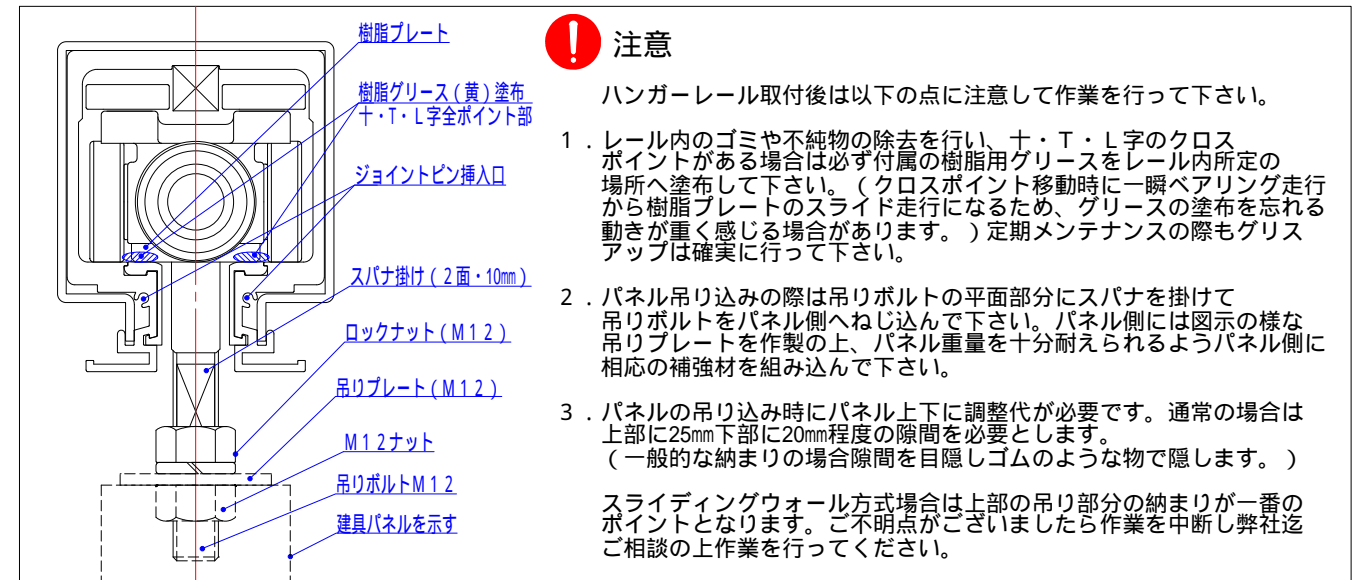 樹脂プレート
樹脂グリース(黄)塗布
十・T・L字全ポイント部
ジョイントピン挿入口
スパナ掛け(2面・10㎜)
ロックナット(M12)
吊りプレート(M12)
M12ナット
吊りボルトM12
建具パネルを示す
注意
ハンガーレール取付後は以下の点に注意して作業を行って下さい。
1.レール内のゴミや不純物の除去を行い、十・T・L字のクロス
ポイントがある場合は必ず付属の樹脂用グリースをレール内所定の
場所へ塗布して下さい。(クロスポイント移動時に一瞬ベアリング走行
から樹脂プレートのスライド走行になるため、グリースの塗布を忘れる
動きが重く感じる場合があります。)定期メンテナンスの際もグリス
アップは確実に行って下さい。
2.パネル吊り込みの際は吊りボルトの平面部分にスパナを掛けて
吊りボルトをパネル側へねじ込んで下さい。パネル側には図示の様な
吊りプレートを作製の上、パネル重量を十分耐えられるようパネル側に
相応の補強材を組み込んで下さい。
3.パネルの吊り込み時にパネル上下に調整代が必要です。通常の場合は
上部に25㎜下部に20㎜程度の隙間を必要とします。
(一般的な納まりの場合隙間を目隠しゴムのような物で隠します。)
スライディングウォール方式場合は上部の吊り部分の納まりが一番の
ポイントとなります。ご不明点がございましたら作業を中断し弊社迄
ご相談の上作業を行ってください。